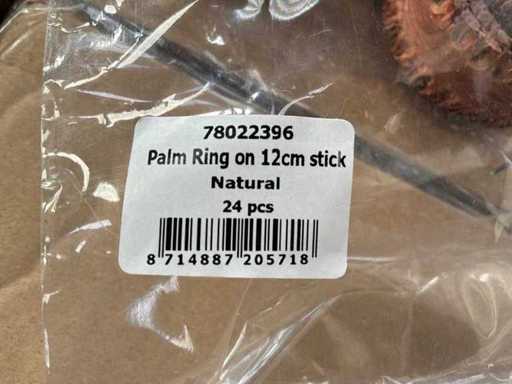 78022396
Palm Ring on 12cm stick
Natural
24 pcs
8 714887 205718